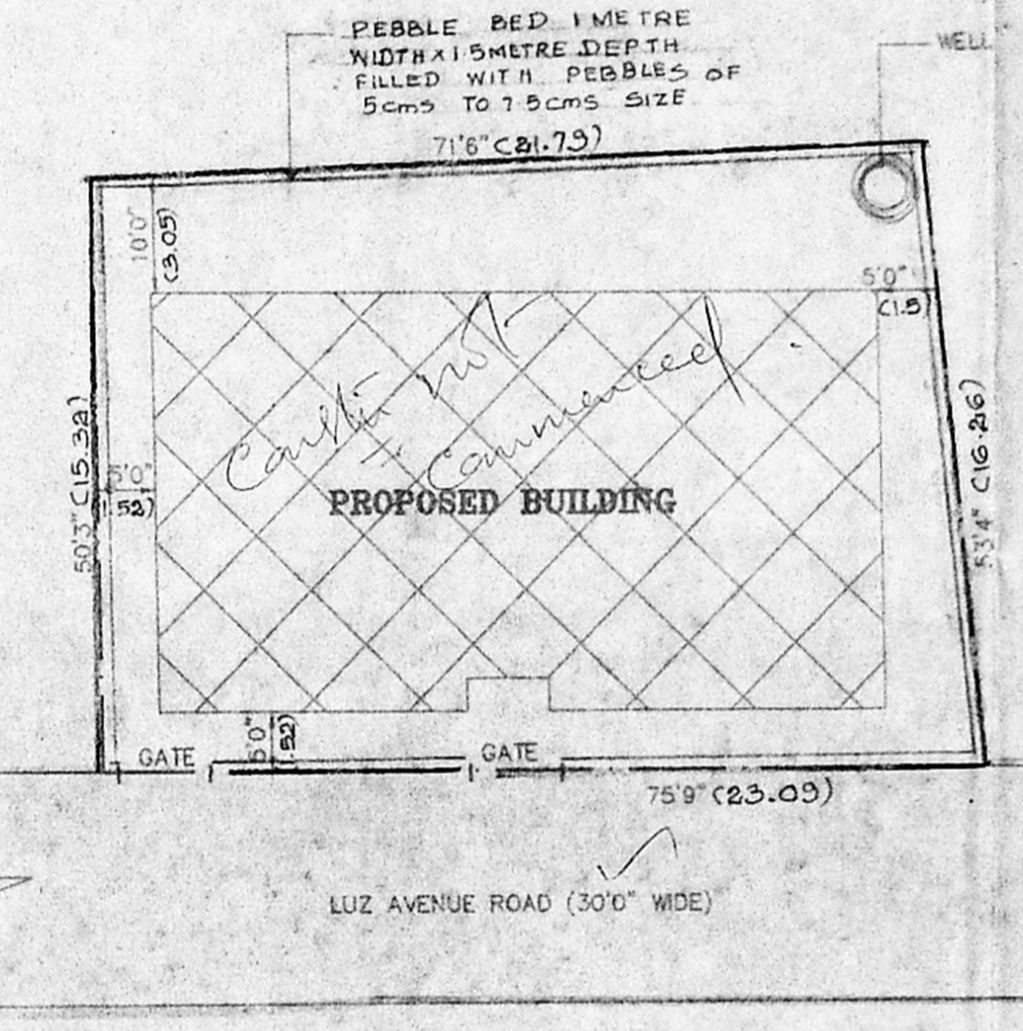 PEBBLE BED 1 METRE
WIDTH X 1.5 METRE DEPTH
FILLED WITH PEBBLES OF
5cms TO 7.5cms SIZE
WELL
71'6" (21.79)
10'0"
(3.05)
5'0"
(1.5)
not
commenced
50'3" (15.32)
5'0"
1.52)
53'4" (16.26)
PROPOSED BUILDING
GATE
5'0"
1.52)
GATE
75'9" (23.09)
LUZ AVENUE ROAD (30'0" WIDE)